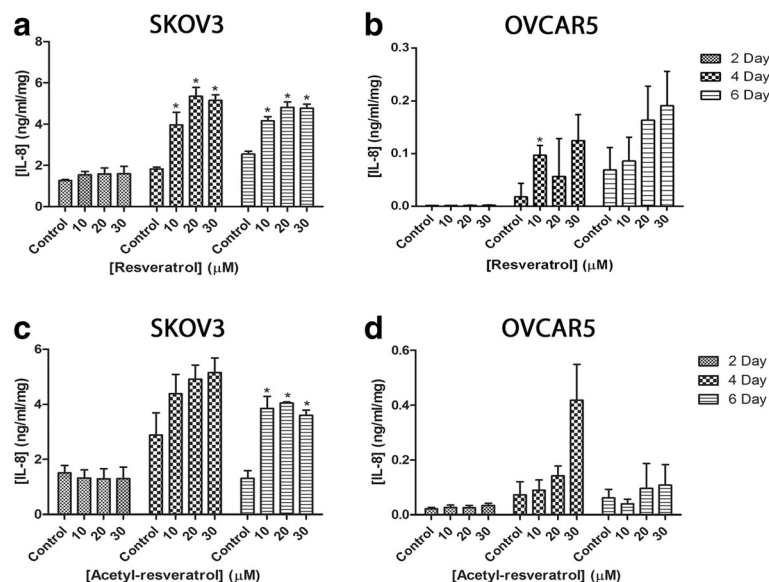 a SKOV3
8
6
4
2
0
[IL-8] (ng/ml/mg)
* * * * * *
Control 10 20 30 Control 10 20 30 Control 10 20 30
[Resveratrol] (μM)
b OVCAR5
0.3
0.2
0.1
0.0
[IL-8] (ng/ml/mg)
*
Control 10 20 30 Control 10 20 30 Control 10 20 30
[Resveratrol] (μM)
2 Day
4 Day
6 Day
c SKOV3
6
4
2
0
[IL-8] (ng/ml/mg)
* * *
Control 10 20 30 Control 10 20 30 Control 10 20 30
[Acetyl-resveratrol] (μM)
d OVCAR5
0.6
0.4
0.2
0.0
[IL-8] (ng/ml/mg)
Control 10 20 30 Control 10 20 30 Control 10 20 30
[Acetyl-resveratrol] (μM)
2 Day
4 Day
6 Day